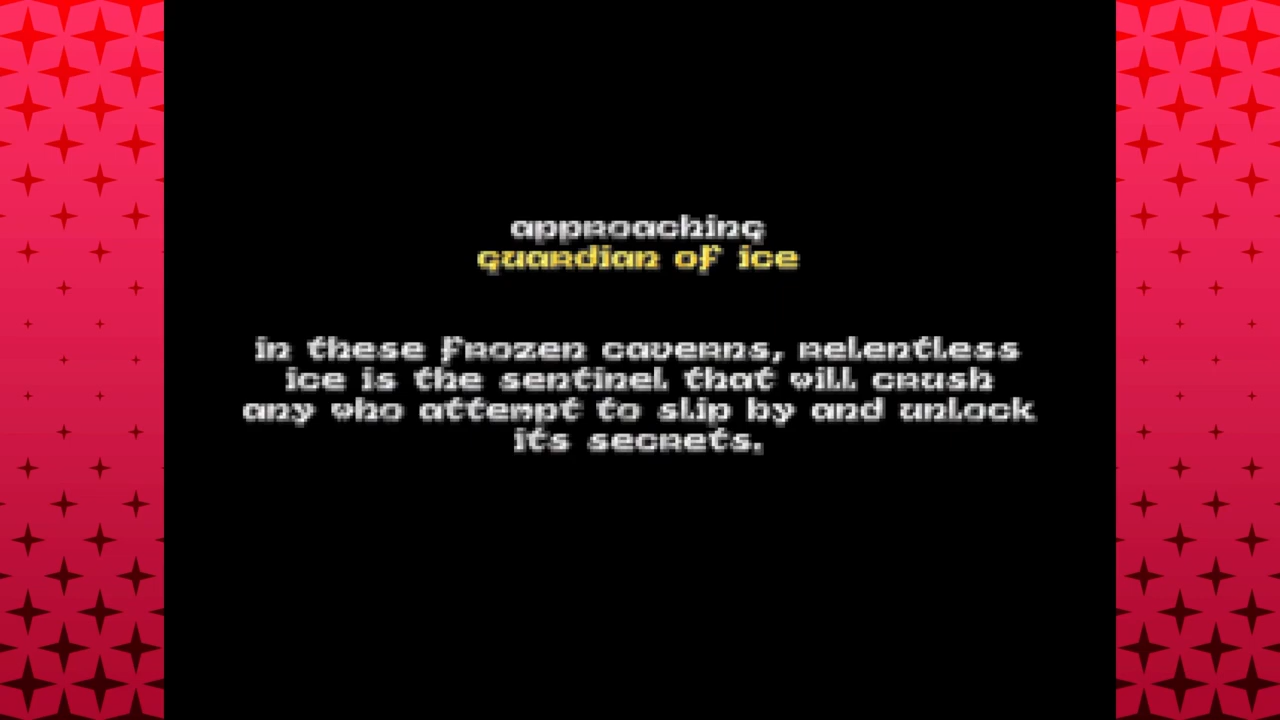 approaching
guardian of ice
in these frozen caverns, relentless
ice is the sentinel that will crush
any who attempt to slip by and unlock
its secrets.